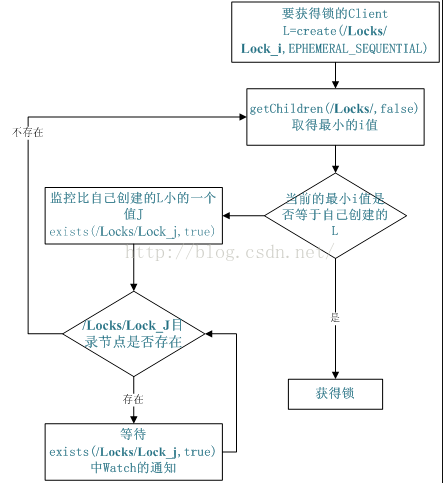 要获得锁的Client
L=create(/Locks/
Lock_i,EPHEMERAL_SEQUENTIAL)
getChildren(/Locks/,false)
取得最小的i值
不存在
当前的最小i值是
否等于自己创建的
L
监控比自己创建的L小的一个
值J
exists(/Locks/Lock_j,true)
http://blog.csdn.net/
/Locks/Lock_J目
录节点是否存在
是
存在
获得锁
等待
exists(/Locks/Lock_j,true)
中Watch的通知